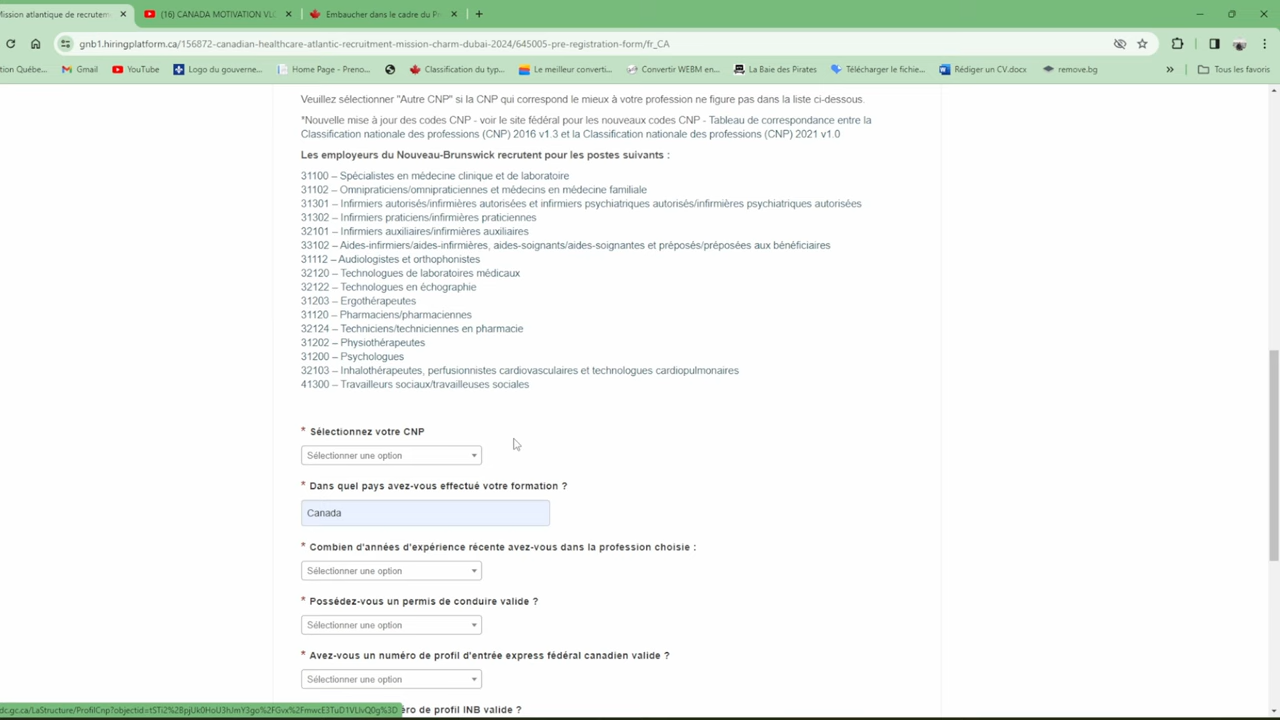 Mission atlantique de recrutem
(16) CANADA MOTIVATION VLO
Embaucher dans le cadre du Pr
gnb1.hiringplatform.ca/156872-canadian-healthcare-atlantic-recruitment-mission-charm-dubai-2024/645005-pre-registration-form/fr_CA
tion Québe...
Gmail
YouTube
Logo du gouverne...
Home Page - Preno...
Classification du typ...
Le meilleur converti...
Convertir WEBM en...
La Baie des Pirates
Télécharger le fichie...
Rédiger un CV.docx
remove.bg
»
Tous les favoris
Veuillez sélectionner "Autre CNP" si la CNP qui correspond le mieux à votre profession ne figure pas dans la liste ci-dessous.
*Nouvelle mise à jour des codes CNP - voir le site fédéral pour les nouveaux codes CNP - Tableau de correspondance entre la
Classification nationale des professions (CNP) 2016 v1.3 et la Classification nationale des professions (CNP) 2021 v1.0
Les employeurs du Nouveau-Brunswick recrutent pour les postes suivants :
31100 – Spécialistes en médecine clinique et de laboratoire
31102 – Omnipraticiens/omnipraticiennes et médecins en médecine familiale
31301 – Infirmiers autorisés/infirmières autorisées et infirmiers psychiatriques autorisés/infirmières psychiatriques autorisées
31302 – Infirmiers praticiens/infirmières praticiennes
32101 – Infirmiers auxiliaires/infirmières auxiliaires
33102 – Aides-infirmiers/aides-infirmières, aides-soignants/aides-soignantes et préposés/préposées aux bénéficiaires
31112 – Audiologistes et orthophonistes
32120 – Technologues de laboratoires médicaux
32122 – Technologues en échographie
31203 – Ergothérapeutes
31120 – Pharmaciens/pharmaciennes
32124 – Techniciens/techniciennes en pharmacie
31202 – Physiothérapeutes
31200 – Psychologues
32103 – Inhalothérapeutes, perfusionnistes cardiovasculaires et technologues cardiopulmonaires
41300 – Travailleurs sociaux/travailleuses sociales
* Sélectionnez votre CNP
Sélectionner une option
* Dans quel pays avez-vous effectué votre formation ?
Canada
* Combien d'années d'expérience récente avez-vous dans la profession choisie :
Sélectionner une option
* Possédez-vous un permis de conduire valide ?
Sélectionner une option
* Avez-vous un numéro de profil d'entrée express fédéral canadien valide ?
Sélectionner une option
éro de profil INB valide ?